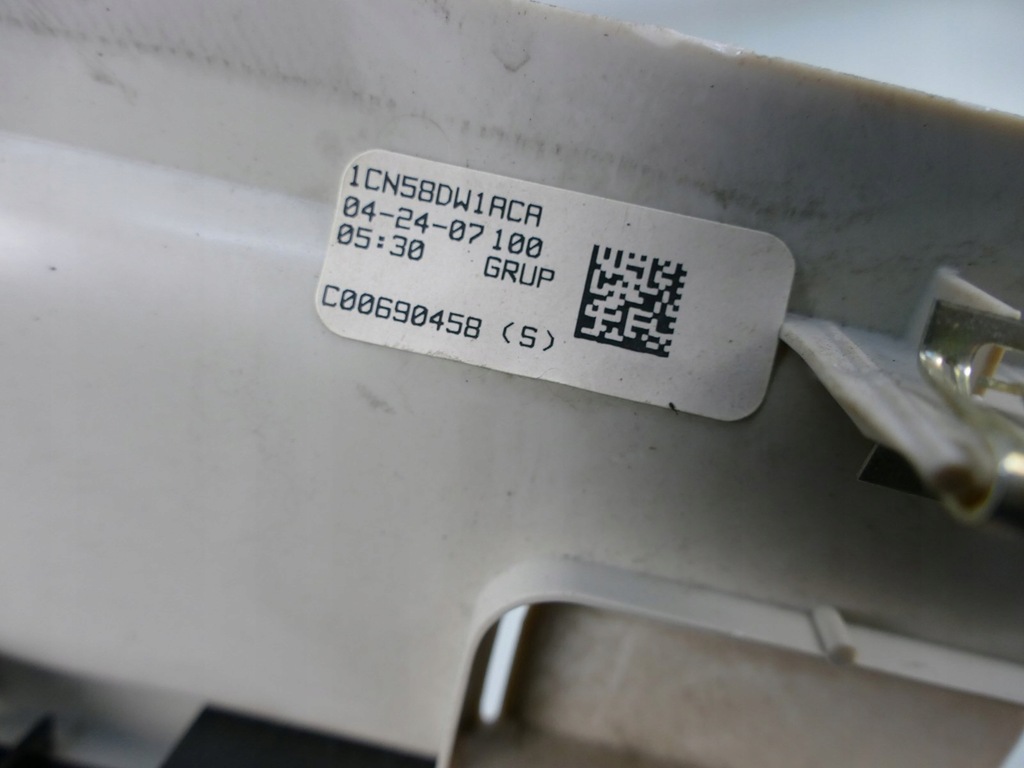 1CN58DW1ACA
04-24-07 100
05:30 GRUP
C00690458 (S)